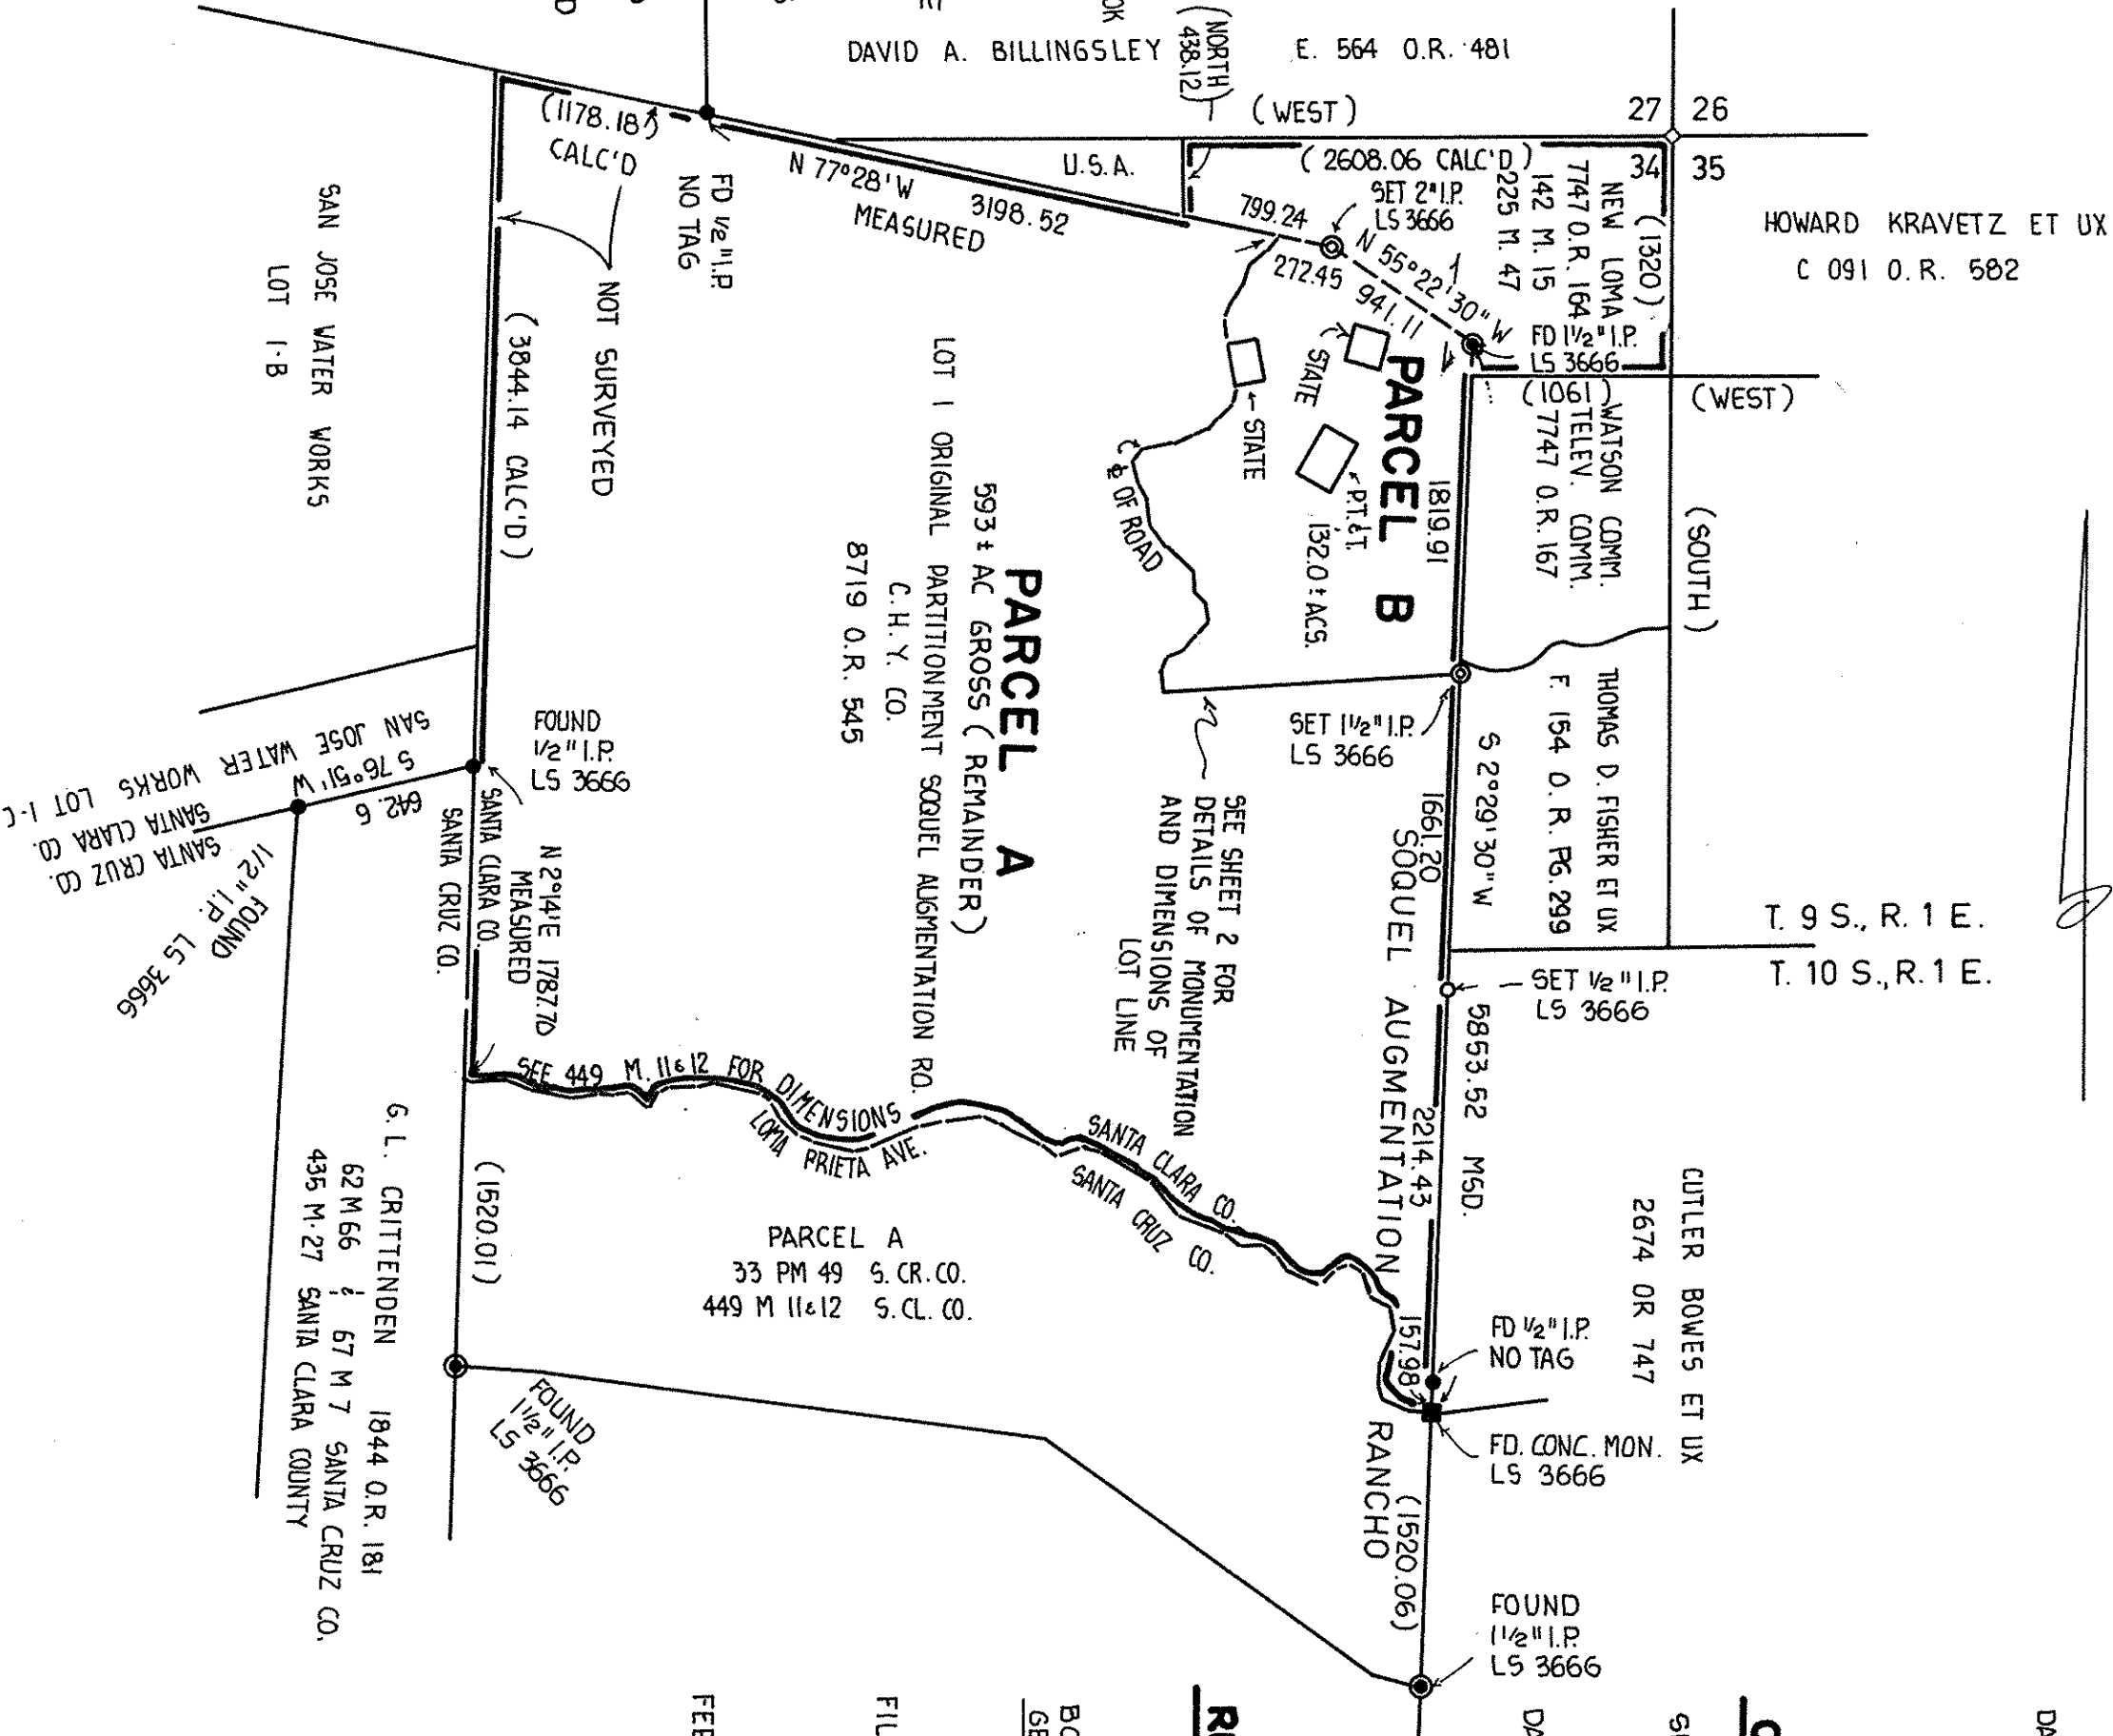 DAVID A. BILLINGSLEY
E. 564 O.R. 481
(NORTH)
438.12)
(WEST)
27
26
34
35
(1178.18)
CALC'D
N 77°28'W
MEASURED
3198.52
U.S.A.
(2608.06 CALC'D)
SET 2" I.P.
LS 3666
799.24
272.45
N 55°22'30" W
941.11
NEW LOMA
7747 O.R. 164
142 M. 15
225 M. 47
(1320)
FD 1½" I.P.
LS 3666
HOWARD KRAVETZ ET UX
C 091 O.R. 582
(WEST)
(1061)
WATSON COMM.
TELEV. COMM.
7747 O.R. 167
(SOUTH)
FD ½" I.P.
NO TAG
NOT SURVEYED
SAN JOSE WATER WORKS
LOT 1-B
(3844.14 CALC'D)
STATE
STATE
P.T.&T.
PARCEL B
132.0± ACS.
1819.91
℄ OF ROAD
PARCEL A
593± AC GROSS (REMAINDER)
LOT 1 ORIGINAL PARTITIONMENT SOQUEL AUGMENTATION RO.
C. H. Y. CO.
8719 O.R. 545
SET 1½" I.P.
LS 3666
SEE SHEET 2 FOR
DETAILS OF MONUMENTATION
AND DIMENSIONS OF
LOT LINE
THOMAS D. FISHER ET UX
F. 154 O. R. PG. 299
S 2°29'30" W
1661.20
SOQUEL AUGMENTATION RANCHO
T. 9 S., R. 1 E.
T. 10 S., R. 1 E.
SET ½" I.P.
LS 3666
5853.52 MSD.
2214.43
FOUND
½" I.P.
LS 3666
SAN JOSE WATER WORKS LOT 1-C
S 76°51' W
642.6
SANTA CLARA CO.
SANTA CRUZ CO.
FOUND
1/2" I.P.
LS 3666
SANTA CLARA CO.
SANTA CRUZ CO.
N 2°14'E 1787.70
MEASURED
SEE 449 M. 11&12 FOR DIMENSIONS
LOMA PRIETA AVE.
SANTA CLARA CO.
SANTA CRUZ CO.
CUTLER BOWES ET UX
2674 OR 747
PARCEL A
33 PM 49 S. CR. CO.
449 M 11&12 S. CL. CO.
(1520.01)
G. L. CRITTENDEN 1844 O.R. 181
62 M 66 & 67 M 7 SANTA CRUZ CO.
435 M-27 SANTA CLARA COUNTY
FD ½" I.P.
NO TAG
157.98
FD. CONC. MON.
LS 3666
(1520.06)
FOUND
1½" I.P.
LS 3666
FOUND
1½" I.P.
LS 3666